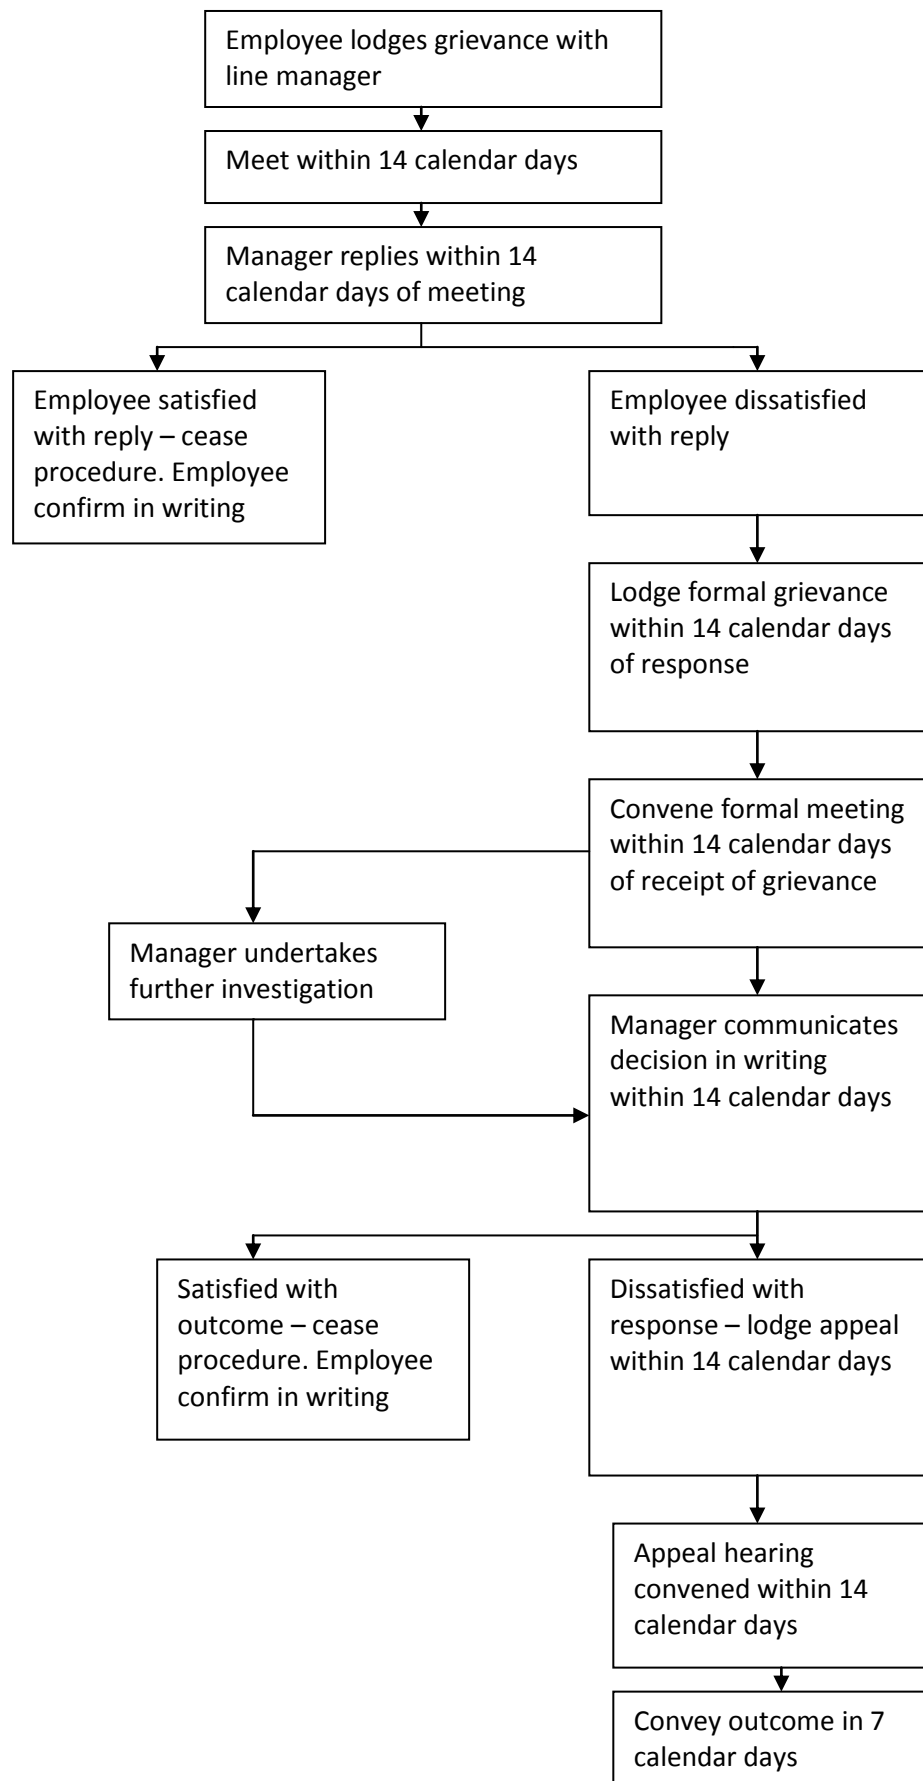 Employee lodges grievance with
line manager
Meet within 14 calendar days
Manager replies within 14
calendar days of meeting
Employee satisfied
with reply – cease
procedure. Employee
confirm in writing
Employee dissatisfied
with reply
Lodge formal grievance
within 14 calendar days
of response
Convene formal meeting
within 14 calendar days
of receipt of grievance
Manager undertakes
further investigation
Manager communicates
decision in writing
within 14 calendar days
Satisfied with
outcome – cease
procedure. Employee
confirm in writing
Dissatisfied with
response – lodge appeal
within 14 calendar days
Appeal hearing
convened within 14
calendar days
Convey outcome in 7
calendar days